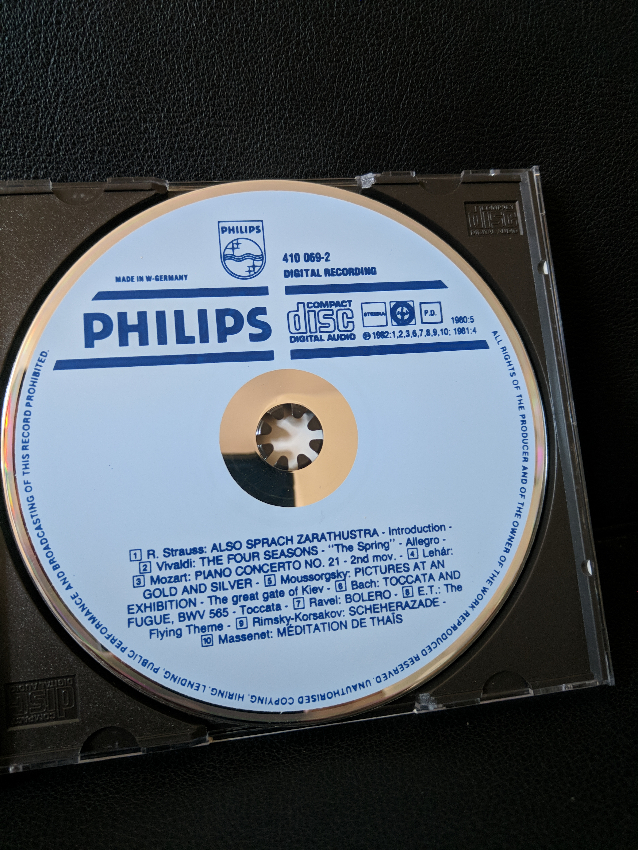 COMPACT
disc
DIGITAL AUDIO
PHILIPS
410 069-2
DIGITAL RECORDING
MADE IN W-GERMANY
PHILIPS
COMPACT
disc
DIGITAL AUDIO
STEMRA
P.D.
1980:5
℗ 1982:1,2,3,6,7,8,9,10; 1981:4
ALL RIGHTS OF THE PRODUCER AND OF THE OWNER OF THE WORK REPRODUCED RESERVED. UNAUTHORISED COPYING, HIRING, LENDING, PUBLIC PERFORMANCE AND BROADCASTING OF THIS RECORD PROHIBITED.
1 R. Strauss: ALSO SPRACH ZARATHUSTRA - Introduction -
2 Vivaldi: THE FOUR SEASONS - "The Spring" - Allegro -
3 Mozart: PIANO CONCERTO NO. 21 - 2nd mov. - 4 Lehár:
GOLD AND SILVER - 5 Moussorgsky: PICTURES AT AN
EXHIBITION - The great gate of Kiev - 6 Bach: TOCCATA AND
FUGUE, BWV 565 - Toccata - 7 Ravel: BOLERO - 8 E.T.: The
Flying Theme - 9 Rimsky-Korsakov: SCHEHERAZADE -
10 Massenet: MÉDITATION DE THAÏS